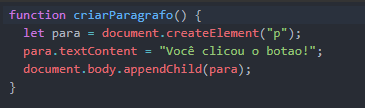 function criarParagrafo() {
  let para = document.createElement("p");
  para.textContent = "Você clicou o botao!";
  document.body.appendChild(para);
}